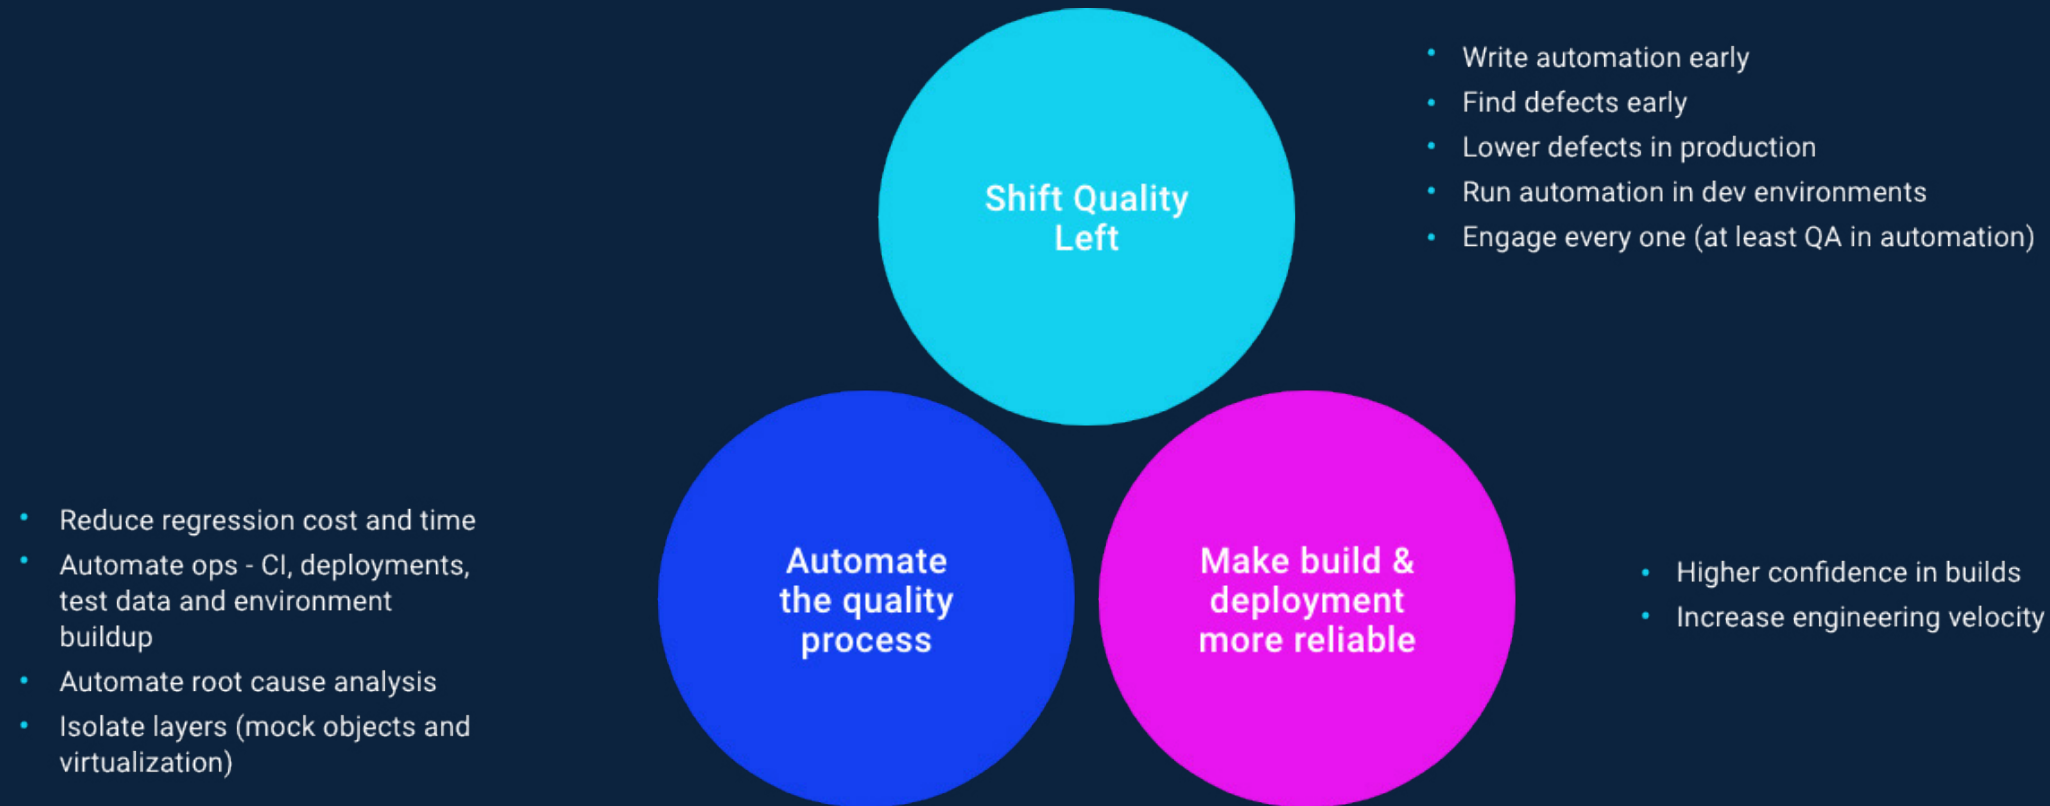 Shift Quality
Left
• Write automation early
• Find defects early
• Lower defects in production
• Run automation in dev environments
• Engage every one (at least QA in automation)
Automate
the quality
process
• Reduce regression cost and time
• Automate ops - CI, deployments,
test data and environment
buildup
• Automate root cause analysis
• Isolate layers (mock objects and
virtualization)
Make build &
deployment
more reliable
• Higher confidence in builds
• Increase engineering velocity